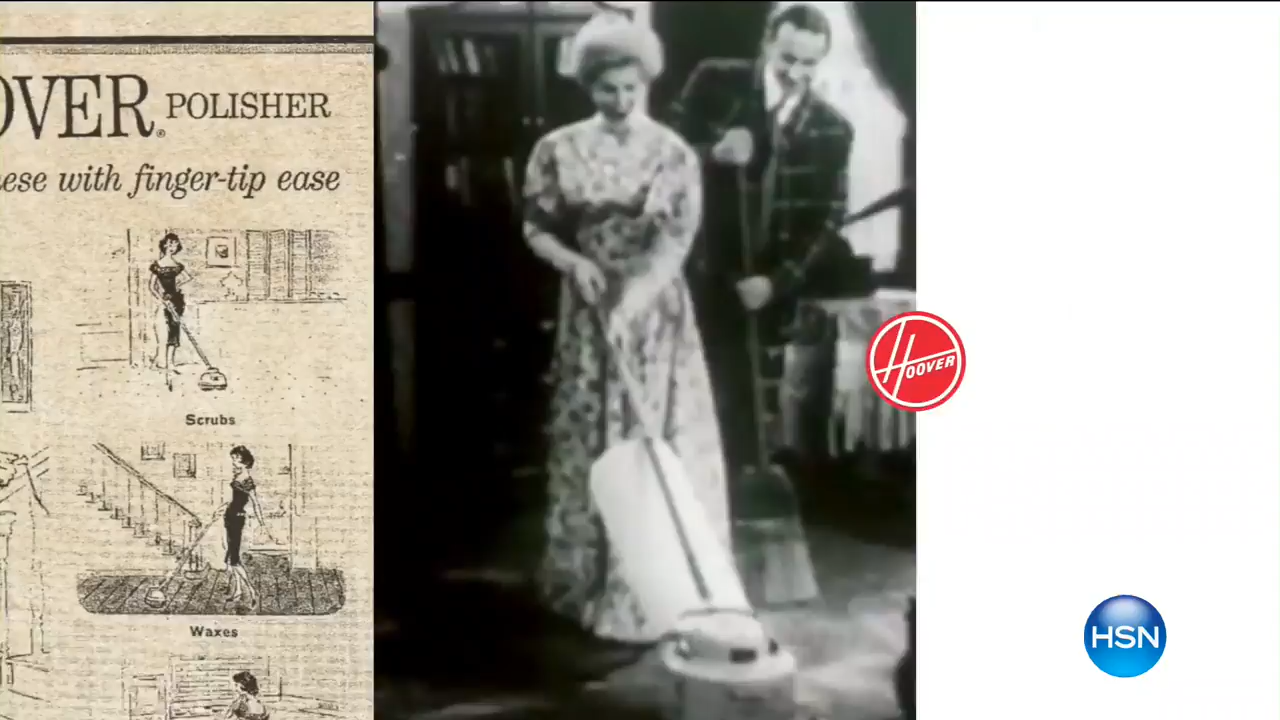 OVER® POLISHER
ese with finger-tip ease
Scrubs
Waxes
HOOVER
HSN